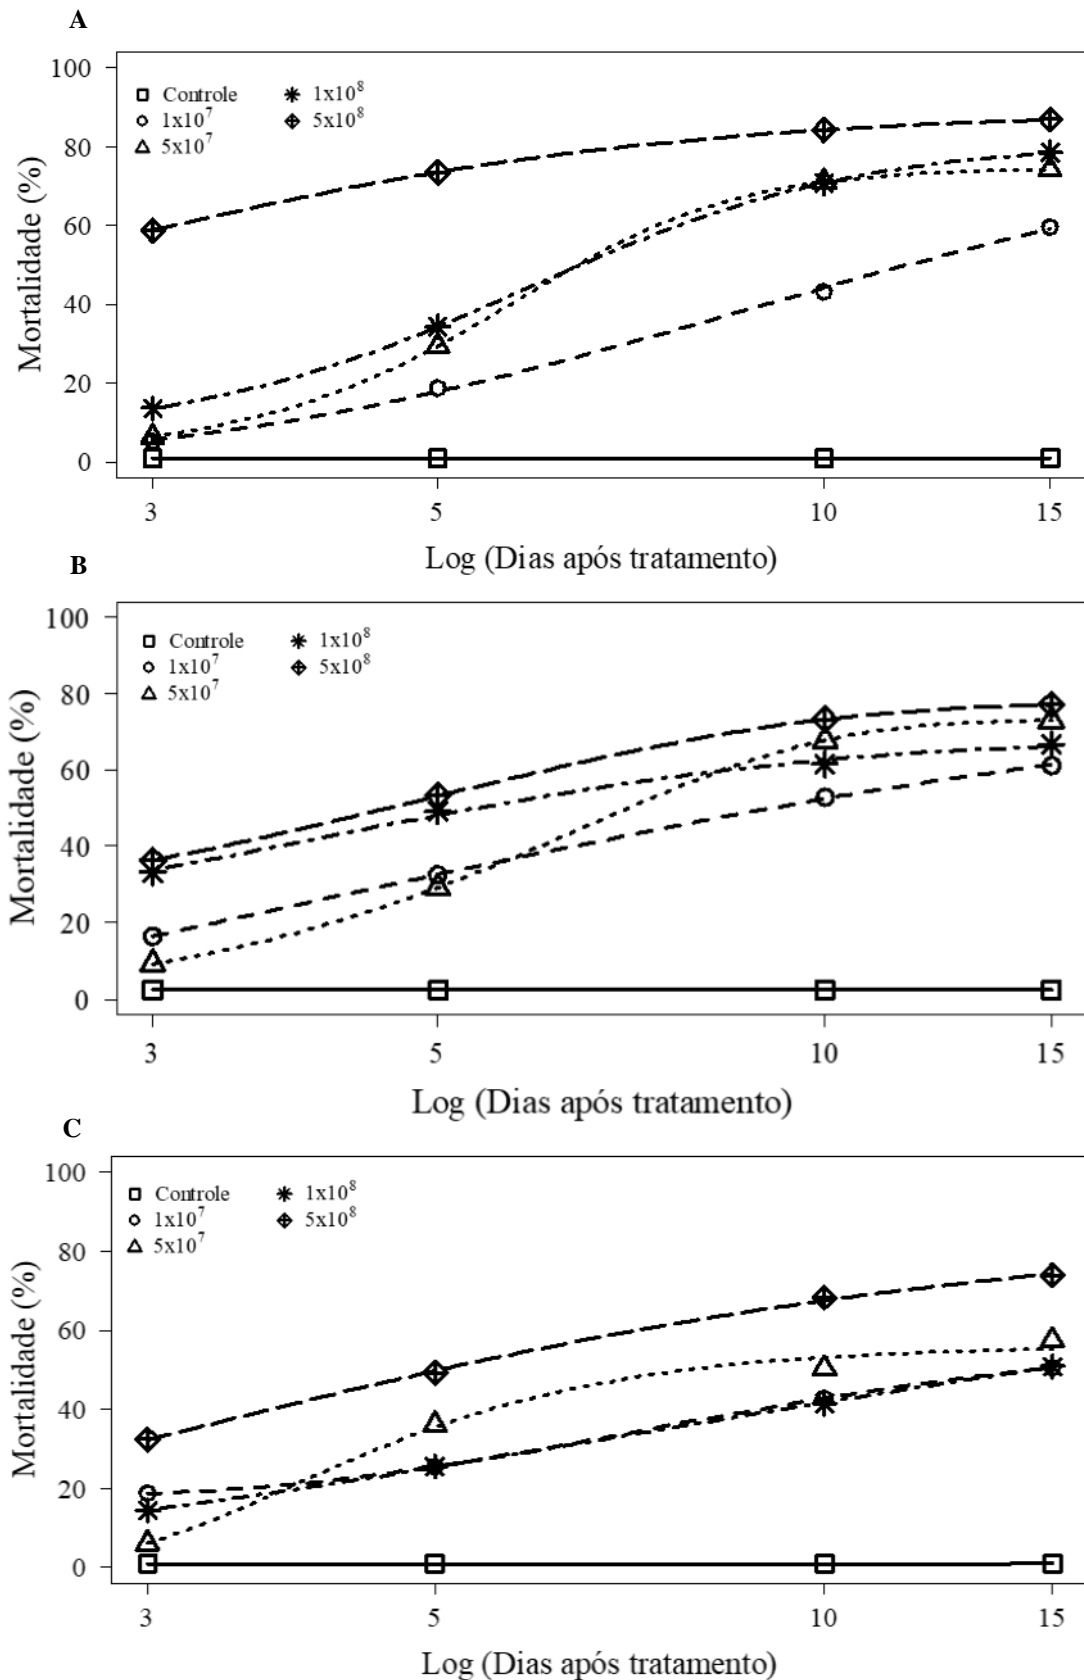 A
100
80
60
40
20
0
Mortalidade (%)
Controle
1x10⁷
5x10⁷
1x10⁸
5x10⁸
3 5 10 15
Log (Dias após tratamento)
B
100
80
60
40
20
0
Mortalidade (%)
Controle
1x10⁷
5x10⁷
1x10⁸
5x10⁸
3 5 10 15
Log (Dias após tratamento)
C
100
80
60
40
20
0
Mortalidade (%)
Controle
1x10⁷
5x10⁷
1x10⁸
5x10⁸
3 5 10 15
Log (Dias após tratamento)